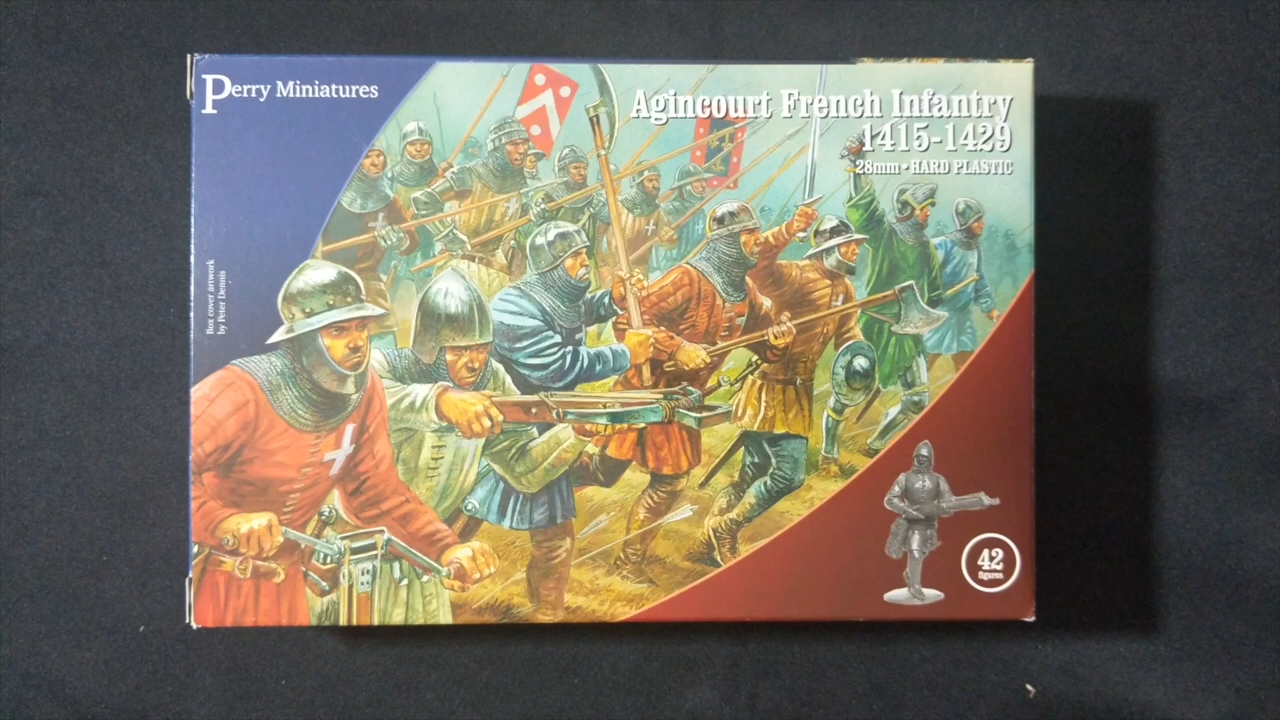 Perry Miniatures
Agincourt French Infantry
1415-1429
28mm • HARD PLASTIC
Box cover artwork
by Peter Dennis
42
figures